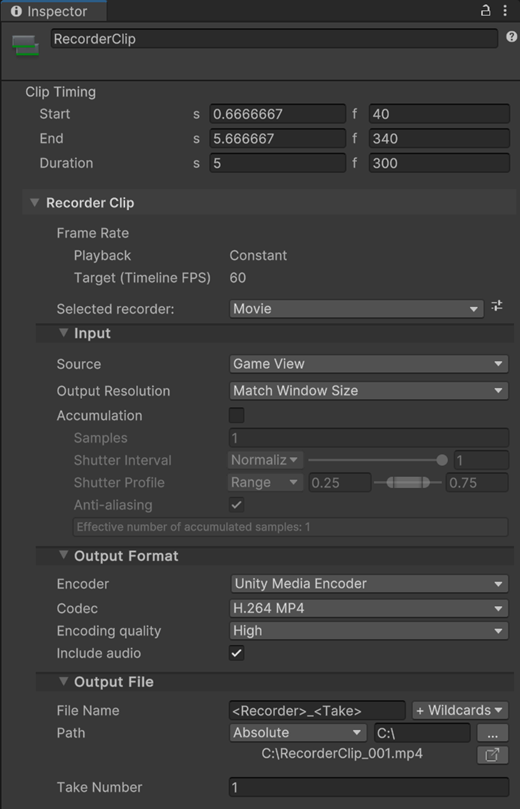 Inspector
RecorderClip
Clip Timing
Start s 0.6666667 f 40
End s 5.666667 f 340
Duration s 5 f 300
Recorder Clip
Frame Rate
Playback Constant
Target (Timeline FPS) 60
Selected recorder: Movie
Input
Source Game View
Output Resolution Match Window Size
Accumulation
Samples 1
Shutter Interval Normaliz 1
Shutter Profile Range 0.25 0.75
Anti-aliasing
Effective number of accumulated samples: 1
Output Format
Encoder Unity Media Encoder
Codec H.264 MP4
Encoding quality High
Include audio
Output File
File Name <Recorder>_<Take> + Wildcards
Path Absolute C:\ ...
C:\RecorderClip_001.mp4
Take Number 1